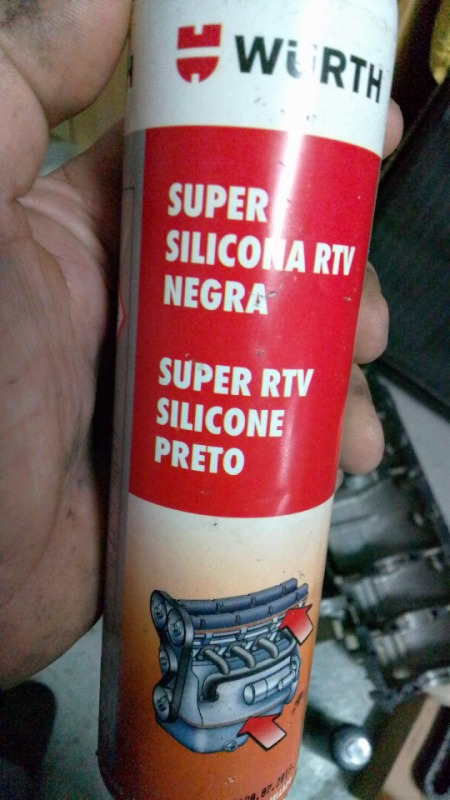 WÜRTH
SUPER
SILICONA RTV
NEGRA
SUPER RTV
SILICONE
PRETO